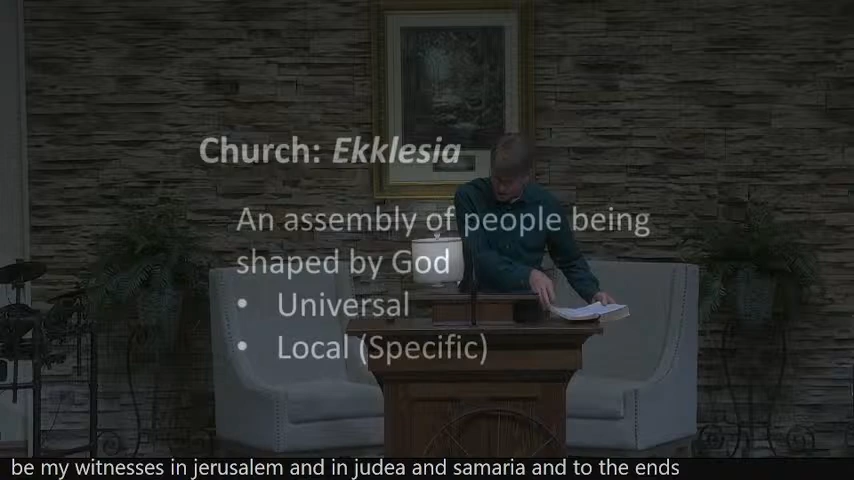 Church: Ekklesia
An assembly of people being
shaped by God
• Universal
• Local (Specific)
be my witnesses in jerusalem and in judea and samaria and to the ends